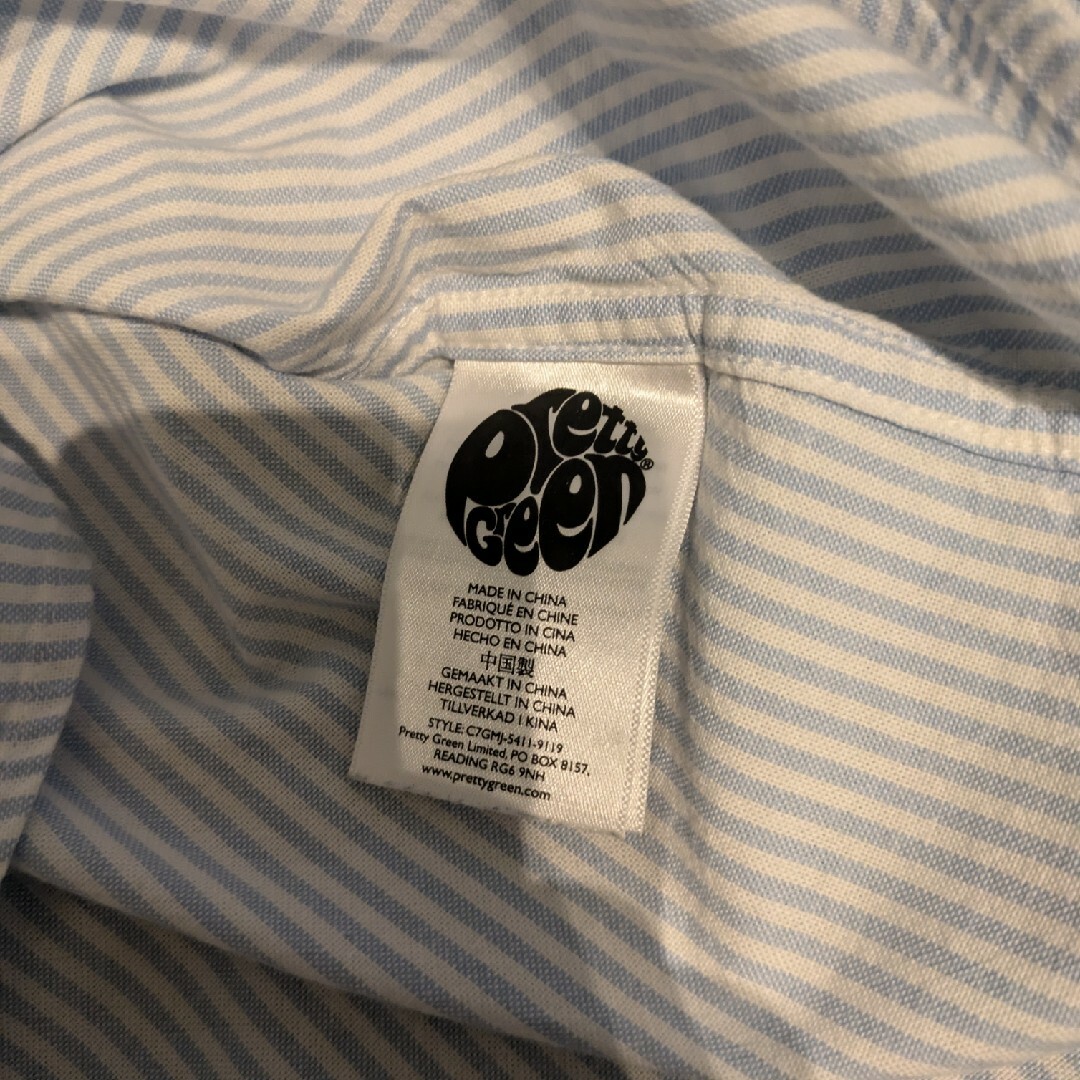 Pretty
Green®
MADE IN CHINA
FABRIQUÉ EN CHINE
PRODOTTO IN CINA
HECHO EN CHINA
中国製
GEMAAKT IN CHINA
HERGESTELLT IN CHINA
TILLVERKAD I KINA
STYLE: C7GMJ-5411-9119
Pretty Green Limited, PO BOX 8157,
READING RG6 9NH
www.prettygreen.com